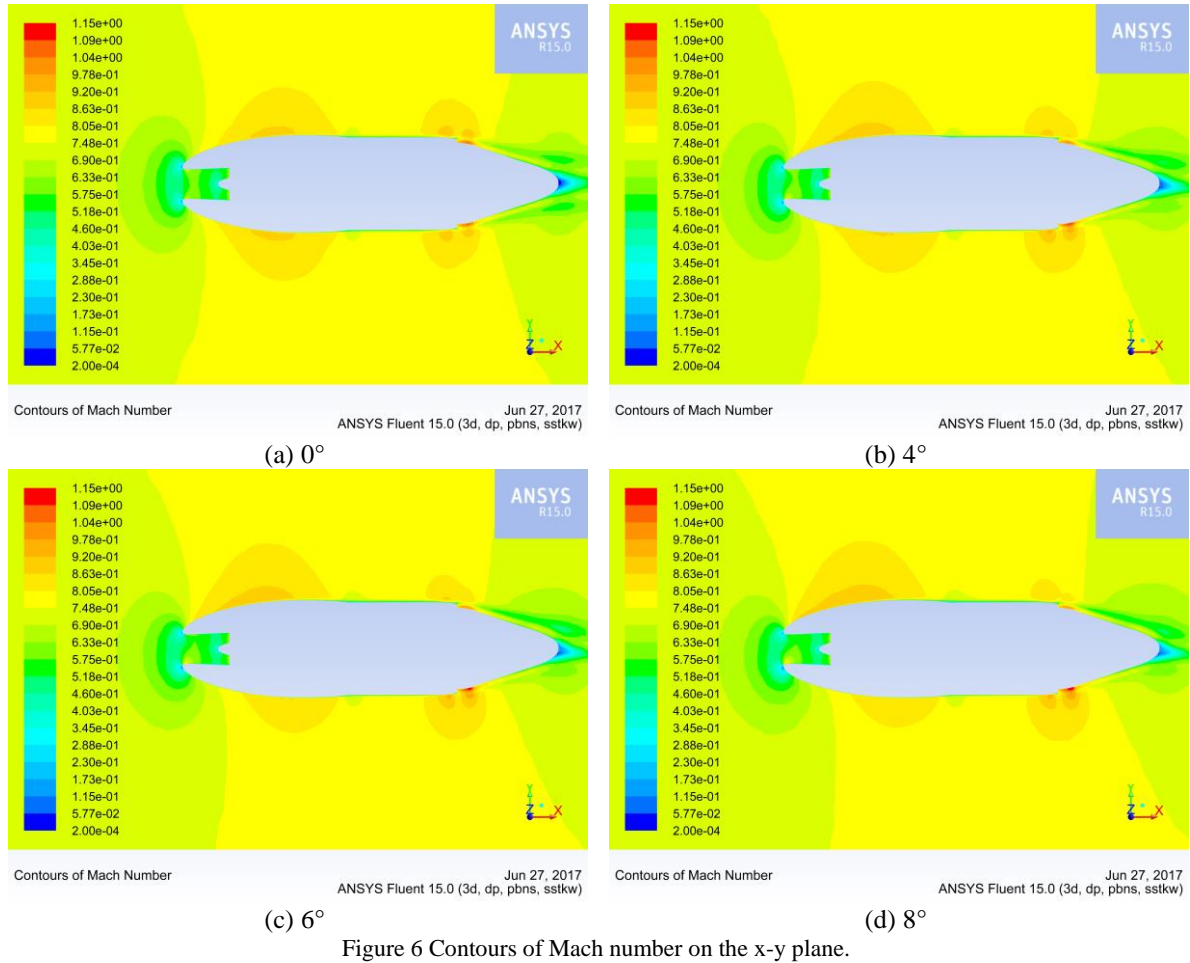 1.15e+00
1.09e+00
1.04e+00
9.78e-01
9.20e-01
8.63e-01
8.05e-01
7.48e-01
6.90e-01
6.33e-01
5.75e-01
5.18e-01
4.60e-01
4.03e-01
3.45e-01
2.88e-01
2.30e-01
1.73e-01
1.15e-01
5.77e-02
2.00e-04
ANSYS
R15.0
Y
Z X
Contours of Mach Number
Jun 27, 2017
ANSYS Fluent 15.0 (3d, dp, pbns, sstkw)
(a) 0°
1.15e+00
1.09e+00
1.04e+00
9.78e-01
9.20e-01
8.63e-01
8.05e-01
7.48e-01
6.90e-01
6.33e-01
5.75e-01
5.18e-01
4.60e-01
4.03e-01
3.45e-01
2.88e-01
2.30e-01
1.73e-01
1.15e-01
5.77e-02
2.00e-04
ANSYS
R15.0
Y
Z X
Contours of Mach Number
Jun 27, 2017
ANSYS Fluent 15.0 (3d, dp, pbns, sstkw)
(b) 4°
1.15e+00
1.09e+00
1.04e+00
9.78e-01
9.20e-01
8.63e-01
8.05e-01
7.48e-01
6.90e-01
6.33e-01
5.75e-01
5.18e-01
4.60e-01
4.03e-01
3.45e-01
2.88e-01
2.30e-01
1.73e-01
1.15e-01
5.77e-02
2.00e-04
ANSYS
R15.0
Y
Z X
Contours of Mach Number
Jun 27, 2017
ANSYS Fluent 15.0 (3d, dp, pbns, sstkw)
(c) 6°
1.15e+00
1.09e+00
1.04e+00
9.78e-01
9.20e-01
8.63e-01
8.05e-01
7.48e-01
6.90e-01
6.33e-01
5.75e-01
5.18e-01
4.60e-01
4.03e-01
3.45e-01
2.88e-01
2.30e-01
1.73e-01
1.15e-01
5.77e-02
2.00e-04
ANSYS
R15.0
Y
Z X
Contours of Mach Number
Jun 27, 2017
ANSYS Fluent 15.0 (3d, dp, pbns, sstkw)
(d) 8°
Figure 6 Contours of Mach number on the x-y plane.